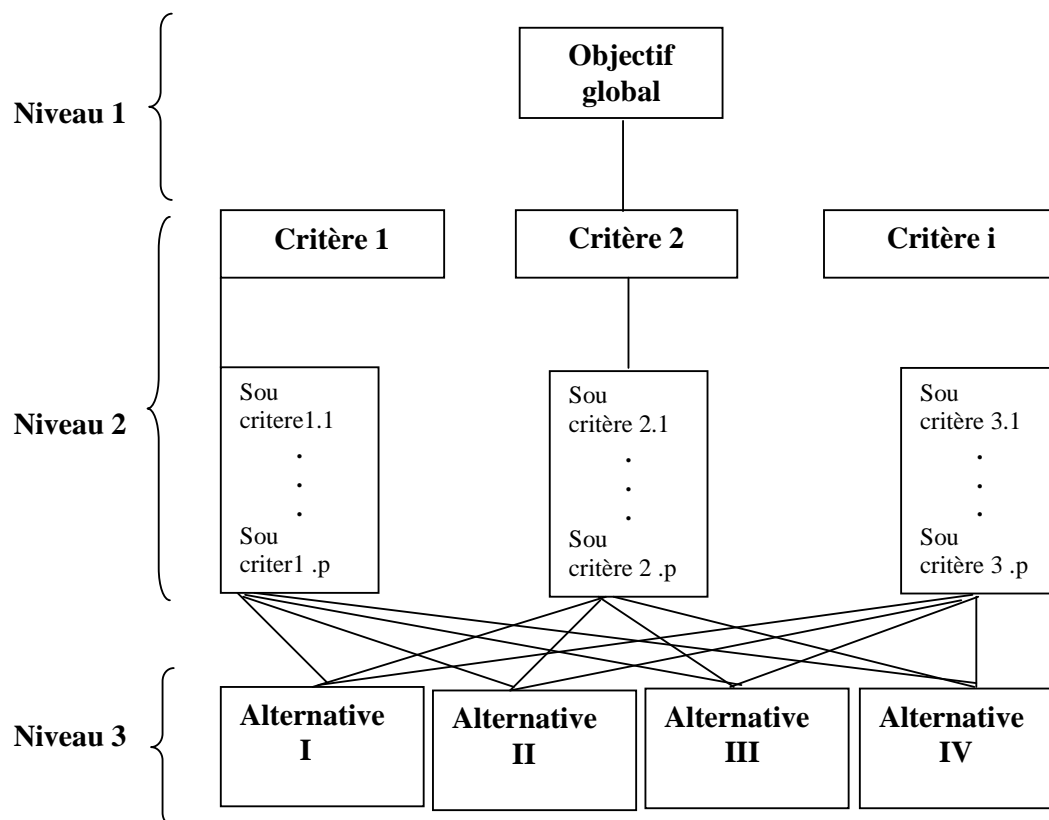 Objectif
global
Niveau 1
Critère 1
Critère 2
Critère i
Niveau 2
Sou
critere1.1
.
.
.
Sou
criter1 .p
Sou
critère 2.1
.
.
.
Sou
critère 2 .p
Sou
critère 3.1
.
.
.
Sou
critère 3 .p
Niveau 3
Alternative
I
Alternative
II
Alternative
III
Alternative
IV